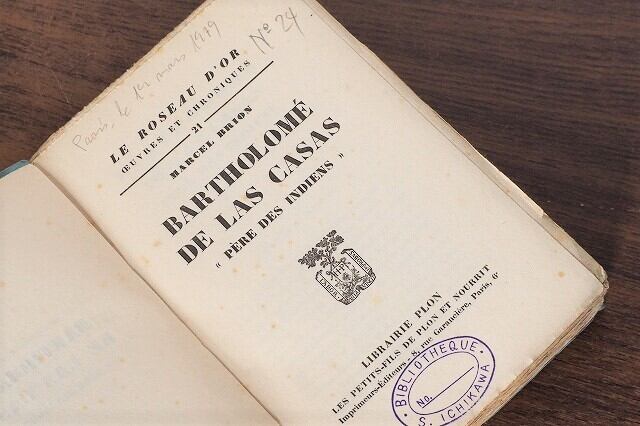 Paris, le 1er mars 1979
No 24
LE ROSEAU D'OR
ŒUVRES ET CHRONIQUES
21
MARCEL BRION
BARTHOLOMÉ
DE LAS CASAS
« PÈRE DES INDIENS »
LIBRAIRIE PLON
LES PETITS-FILS DE PLON ET NOURRIT
Imprimeurs-Éditeurs - 8, rue Garancière, Paris, 6e
BIBLIOTHEQUE
No.
S. ICHIKAWA